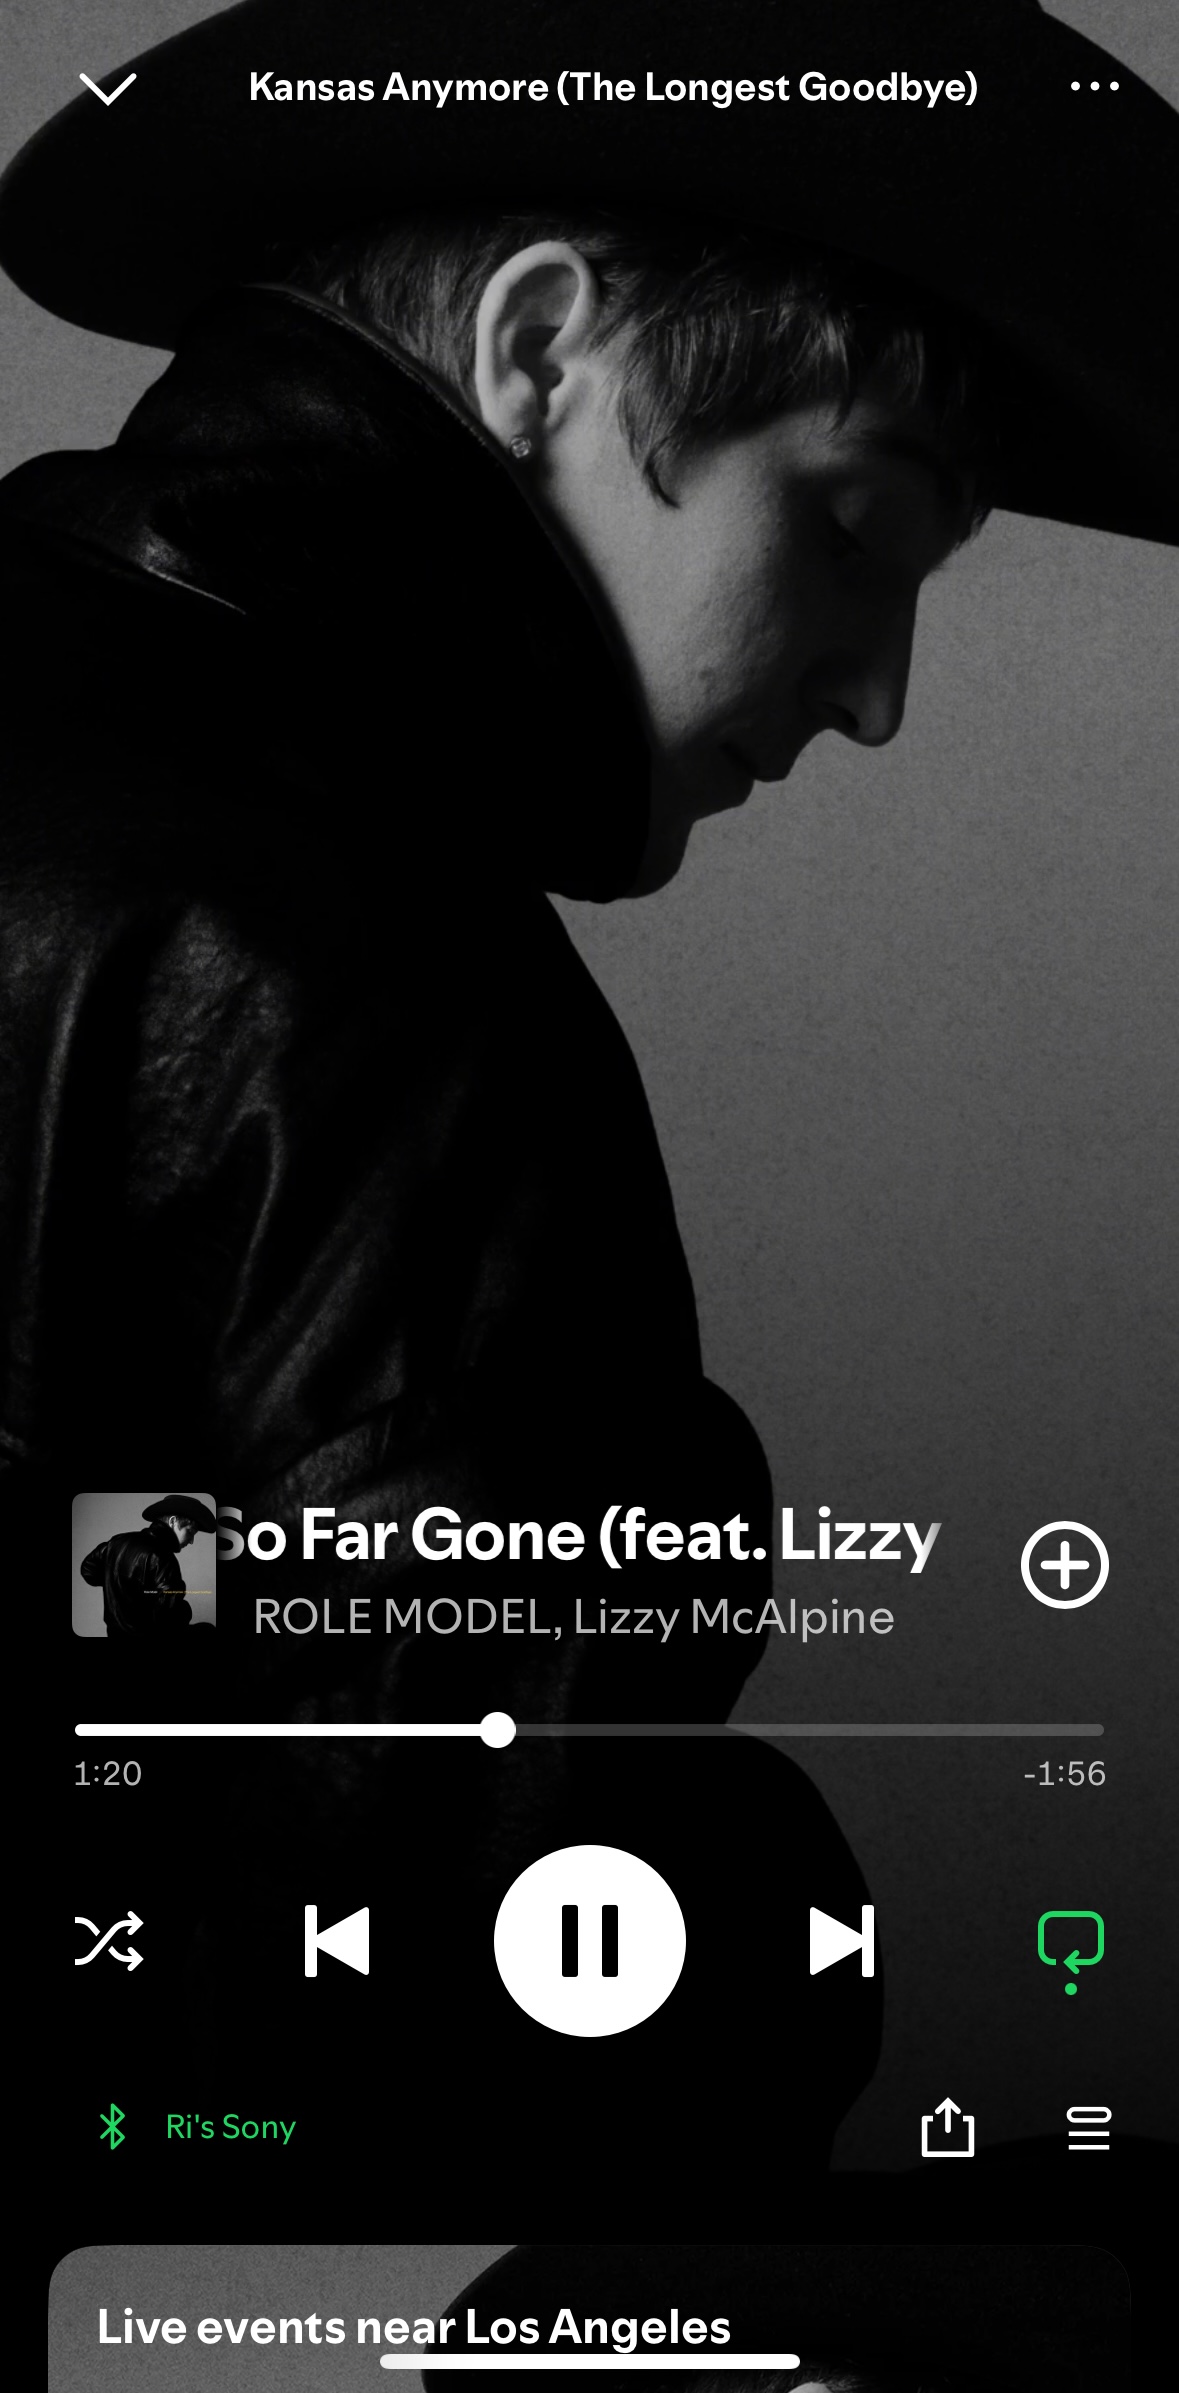 Kansas Anymore (The Longest Goodbye)
So Far Gone (feat. Lizzy
ROLE MODEL, Lizzy McAlpine
1:20
-1:56
Ri's Sony
Live events near Los Angeles